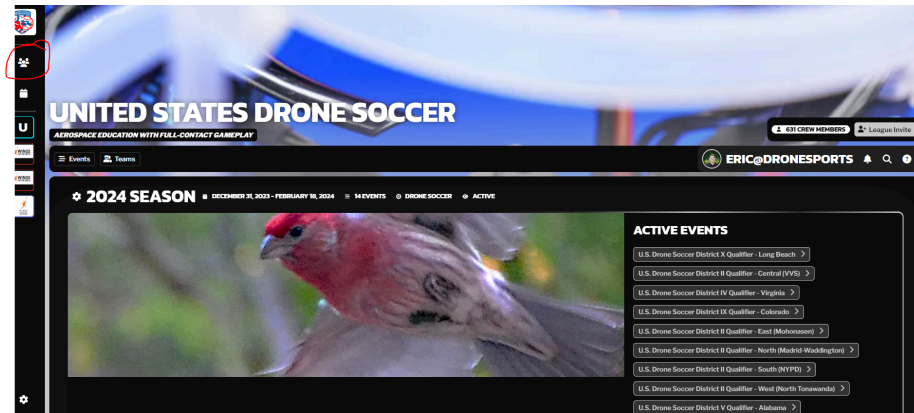 UNITED STATES DRONE SOCCER
AEROSPACE EDUCATION WITH FULL-CONTACT GAMEPLAY
631 CREW MEMBERS
League Invite
Events
Teams
ERIC@DRONESPORTS
U
WINGS
WINGS
2024 SEASON
DECEMBER 31, 2023 - FEBRUARY 18, 2024
14 EVENTS
DRONE SOCCER
ACTIVE
ACTIVE EVENTS
U.S. Drone Soccer District X Qualifier - Long Beach
U.S. Drone Soccer District II Qualifier - Central (VVS)
U.S. Drone Soccer District IV Qualifier - Virginia
U.S. Drone Soccer District IX Qualifier - Colorado
U.S. Drone Soccer District II Qualifier - East (Mohonasen)
U.S. Drone Soccer District II Qualifier - North (Madrid-Waddington)
U.S. Drone Soccer District II Qualifier - South (NYPD)
U.S. Drone Soccer District II Qualifier - West (North Tonawanda)
U.S. Drone Soccer District V Qualifier - Alabama